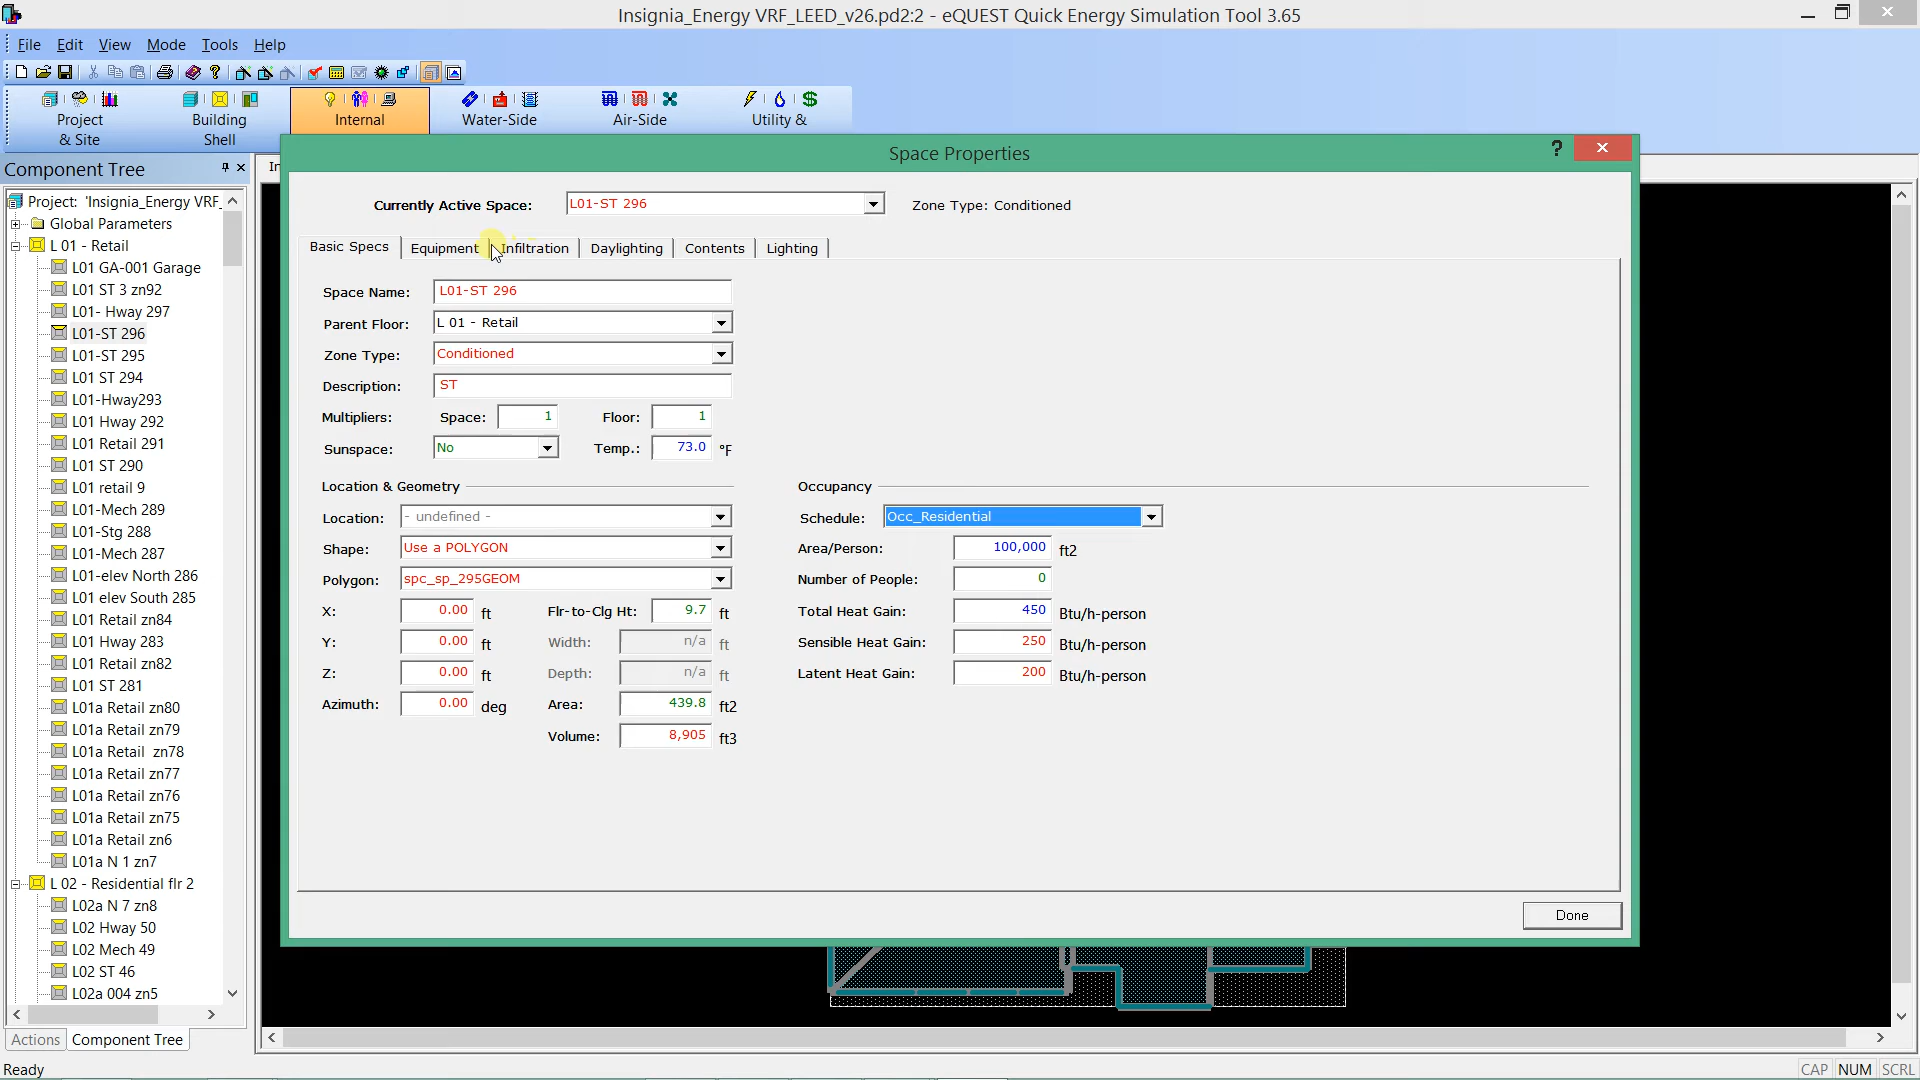 Insignia_Energy VRF_LEED_v26.pd2:2 - eQUEST Quick Energy Simulation Tool 3.65
File Edit View Mode Tools Help
Project & Site
Building Shell
Internal
Water-Side
Air-Side
Utility &
Component Tree
Project: 'Insignia_Energy VRF_
Global Parameters
L 01 - Retail
L01 GA-001 Garage
L01 ST 3 zn92
L01- Hway 297
L01-ST 296
L01-ST 295
L01 ST 294
L01-Hway293
L01 Hway 292
L01 Retail 291
L01 ST 290
L01 retail 9
L01-Mech 289
L01-Stg 288
L01-Mech 287
L01-elev North 286
L01 elev South 285
L01 Retail zn84
L01 Hway 283
L01 Retail zn82
L01 ST 281
L01a Retail zn80
L01a Retail zn79
L01a Retail  zn78
L01a Retail zn77
L01a Retail zn76
L01a Retail zn75
L01a Retail zn6
L01a N 1 zn7
L 02 - Residential flr 2
L02a N 7 zn8
L02 Hway 50
L02 Mech 49
L02 ST 46
L02a 004 zn5
Actions Component Tree
Space Properties
?
Currently Active Space: L01-ST 296 Zone Type: Conditioned
Basic Specs Equipment Infiltration Daylighting Contents Lighting
Space Name: L01-ST 296
Parent Floor: L 01 - Retail
Zone Type: Conditioned
Description: ST
Multipliers: Space: 1 Floor: 1
Sunspace: No Temp.: 73.0 °F
Location & Geometry
Location: - undefined -
Shape: Use a POLYGON
Polygon: spc_sp_295GEOM
X: 0.00 ft Flr-to-Clg Ht: 9.7 ft
Y: 0.00 ft Width: n/a ft
Z: 0.00 ft Depth: n/a ft
Azimuth: 0.00 deg Area: 439.8 ft2
Volume: 8,905 ft3
Occupancy
Schedule: Occ_Residential
Area/Person: 100,000 ft2
Number of People: 0
Total Heat Gain: 450 Btu/h-person
Sensible Heat Gain: 250 Btu/h-person
Latent Heat Gain: 200 Btu/h-person
Done
Ready
CAP NUM SCRL